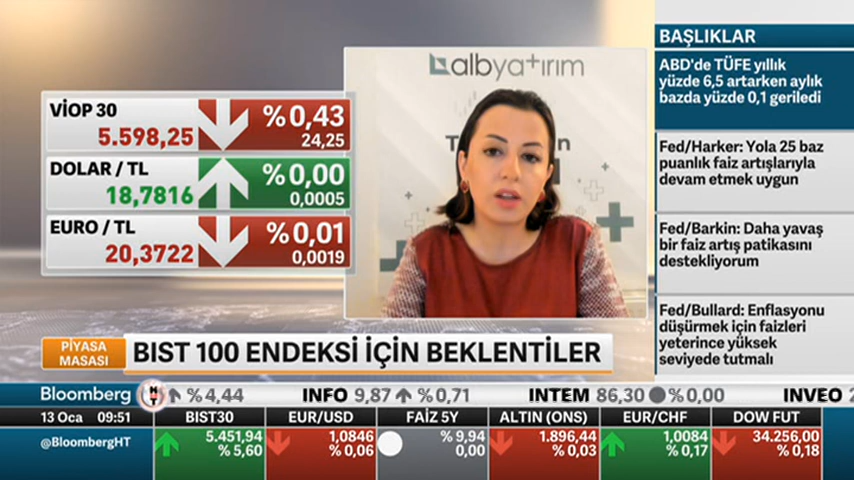 albyatırım
VİOP 30
5.598,25
%0,43
24,25
DOLAR / TL
18,7816
%0,00
0,0005
EURO / TL
20,3722
%0,01
0,0019
BAŞLIKLAR
ABD'de TÜFE yıllık
yüzde 6,5 artarken aylık
bazda yüzde 0,1 geriledi
Fed/Harker: Yola 25 baz
puanlık faiz artışlarıyla
devam etmek uygun
Fed/Barkin: Daha yavaş
bir faiz artış patikasını
destekliyorum
Fed/Bullard: Enflasyonu
düşürmek için faizleri
yeterince yüksek
seviyede tutmalı
PİYASA
MASASI
BIST 100 ENDEKSİ İÇİN BEKLENTİLER
Bloomberg HT %4,44 INFO 9,87 %0,71 INTEM 86,30 %0,00 INVEO
13 Oca 09:51
@BloombergHT
BIST30
5.451,94
% 5,60
EUR/USD
1,0846
% 0,06
FAİZ 5Y
% 9,94
0,00
ALTIN (ONS)
1.896,44
% 0,03
EUR/CHF
1,0084
% 0,17
DOW FUT
34.256,00
% 0,18